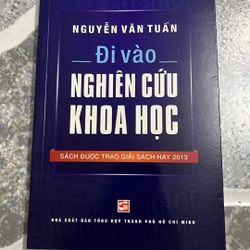 NGUYỄN VĂN TUẤN
Đi vào
NGHIÊN CỨU
KHOA HỌC
SÁCH ĐƯỢC TRAO GIẢI SÁCH HAY 2013
NHÀ XUẤT BẢN TỔNG HỢP THÀNH PHỐ HỒ CHÍ MINH